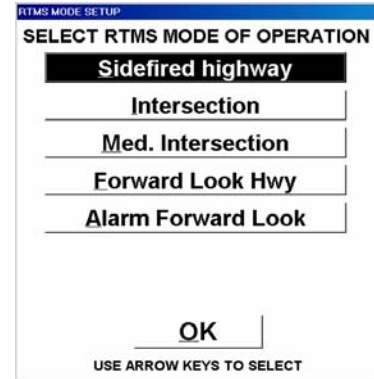 RTMS MODE SETUP
SELECT RTMS MODE OF OPERATION
Sidefired highway
Intersection
Med. Intersection
Forward Look Hwy
Alarm Forward Look
OK
USE ARROW KEYS TO SELECT